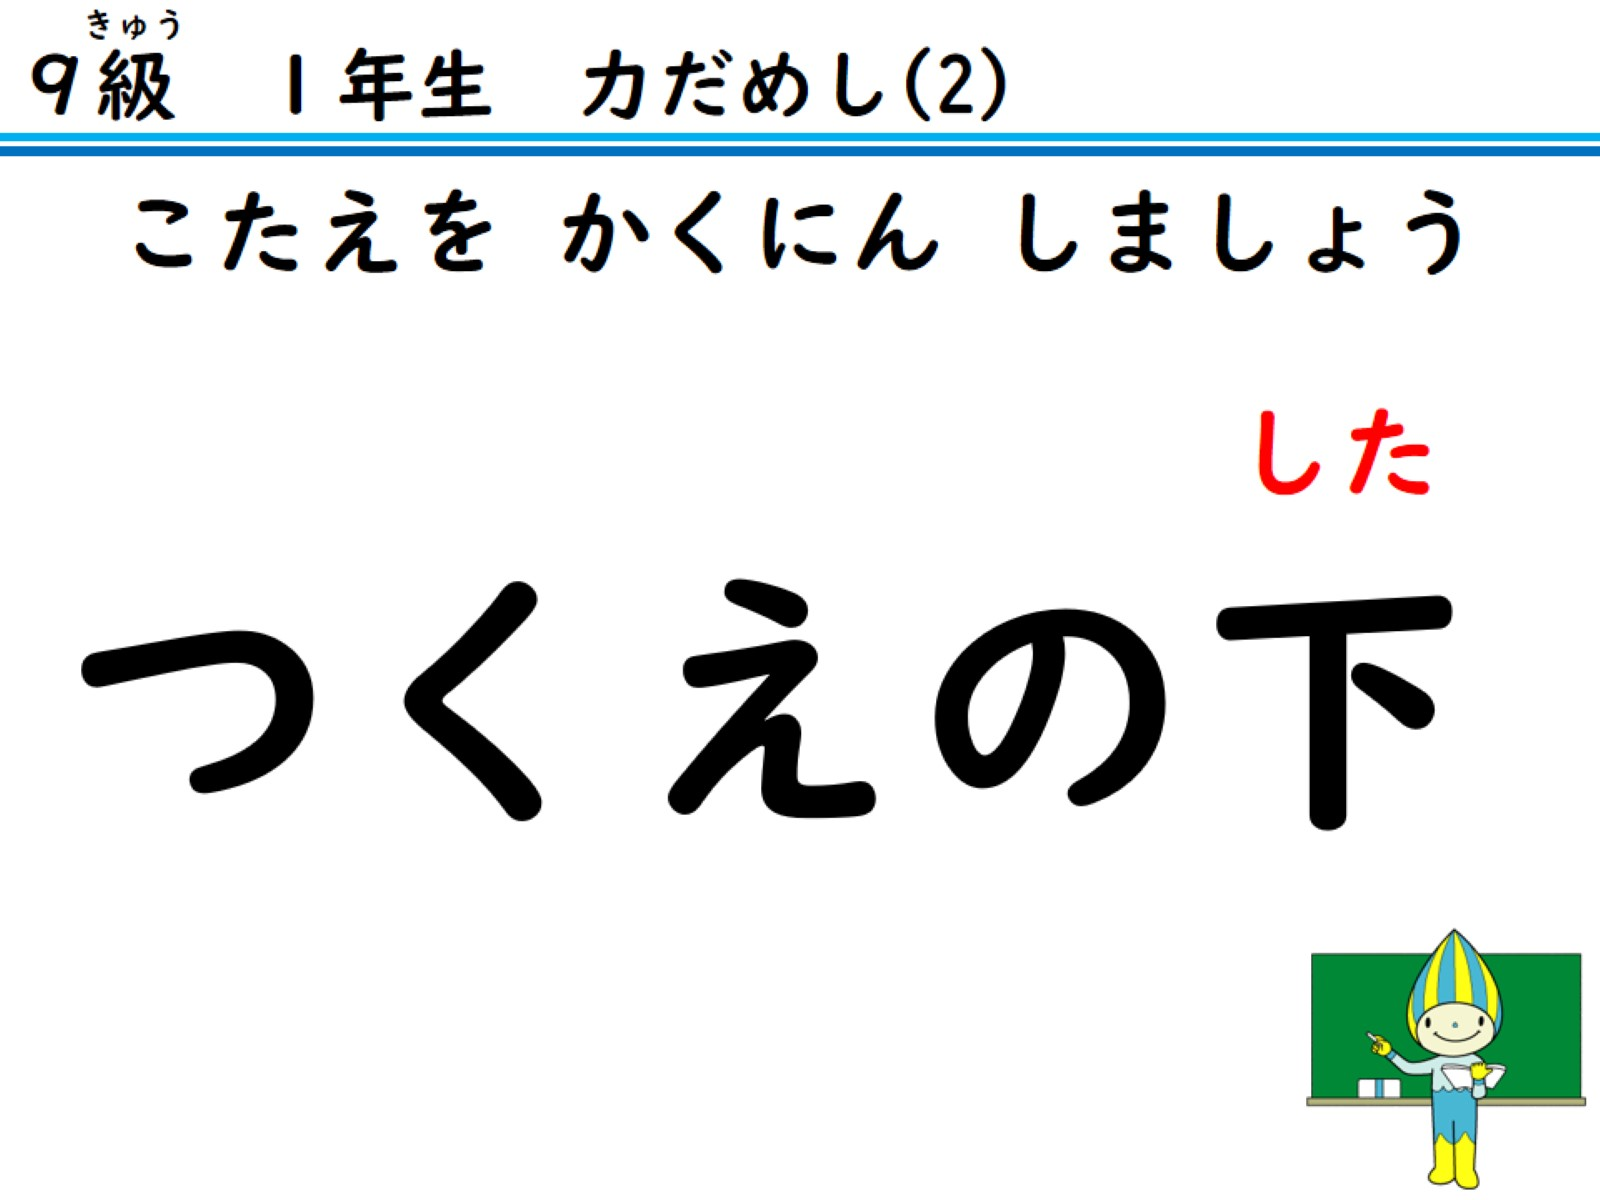 きゅう
9級 1年生 力だめし(2)
こたえを かくにん しましょう
した
つくえの下